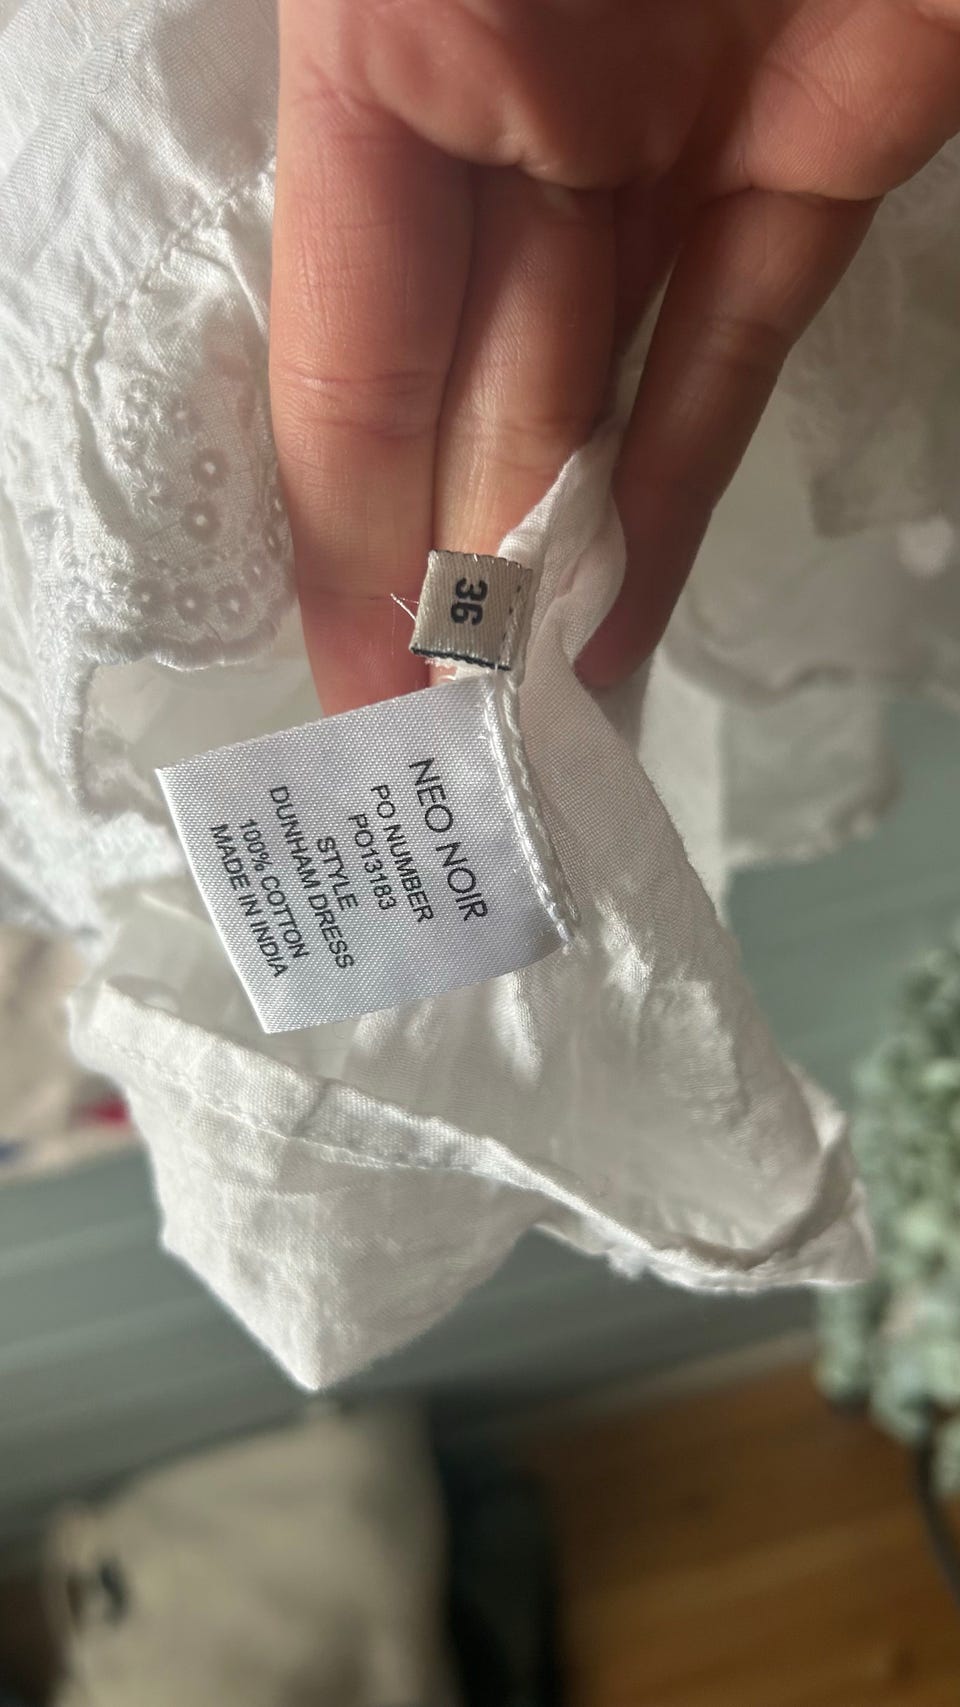 36
NEO NOIR
PO NUMBER
PO13183
STYLE
DUNHAM DRESS
100% COTTON
MADE IN INDIA